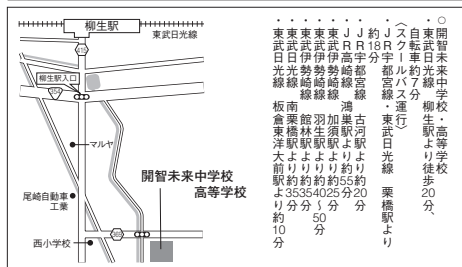 柳生駅
東武日光線
柳生駅入口
354
マルヤ
開智未来中学校
高等学校
尾崎自動車
工業
西小学校
○開智未来中学校・高等学校
・東武日光線 柳生駅より徒歩20分、
自転車約7分
〈スクールバス運行〉
・JR宇都宮線・東武日光線 栗橋駅より
約18分
・JR宇都宮線 古河駅より約20分
・JR高崎線 鴻巣駅より約55分
・東武伊勢崎線 加須駅より約25分
・東武伊勢崎線 羽生駅より約40〜50分
・東武伊勢崎線 館林駅より約35分
・東武日光線 南栗橋駅より約35分
・東武日光線 板倉東洋大前駅より約10分